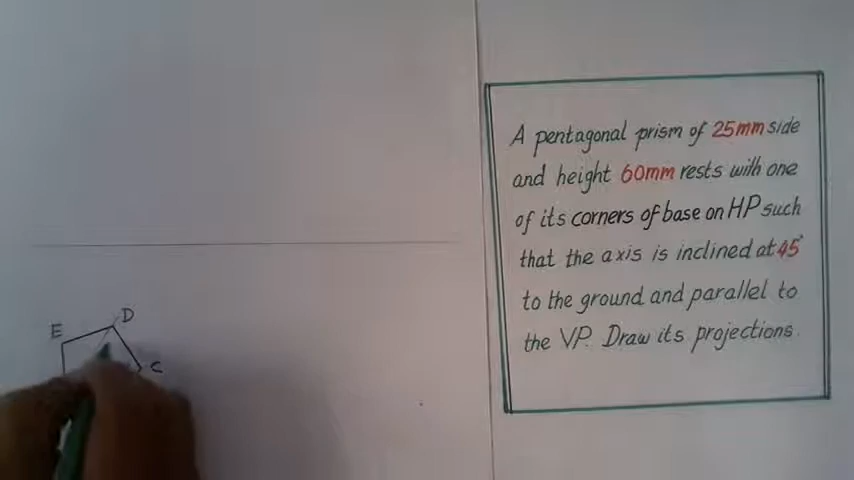 A pentagonal prism of 25mm side
and height 60mm rests with one
of its corners of base on HP such
that the axis is inclined at 45°
to the ground and parallel to
the VP. Draw its projections.
E
D
C